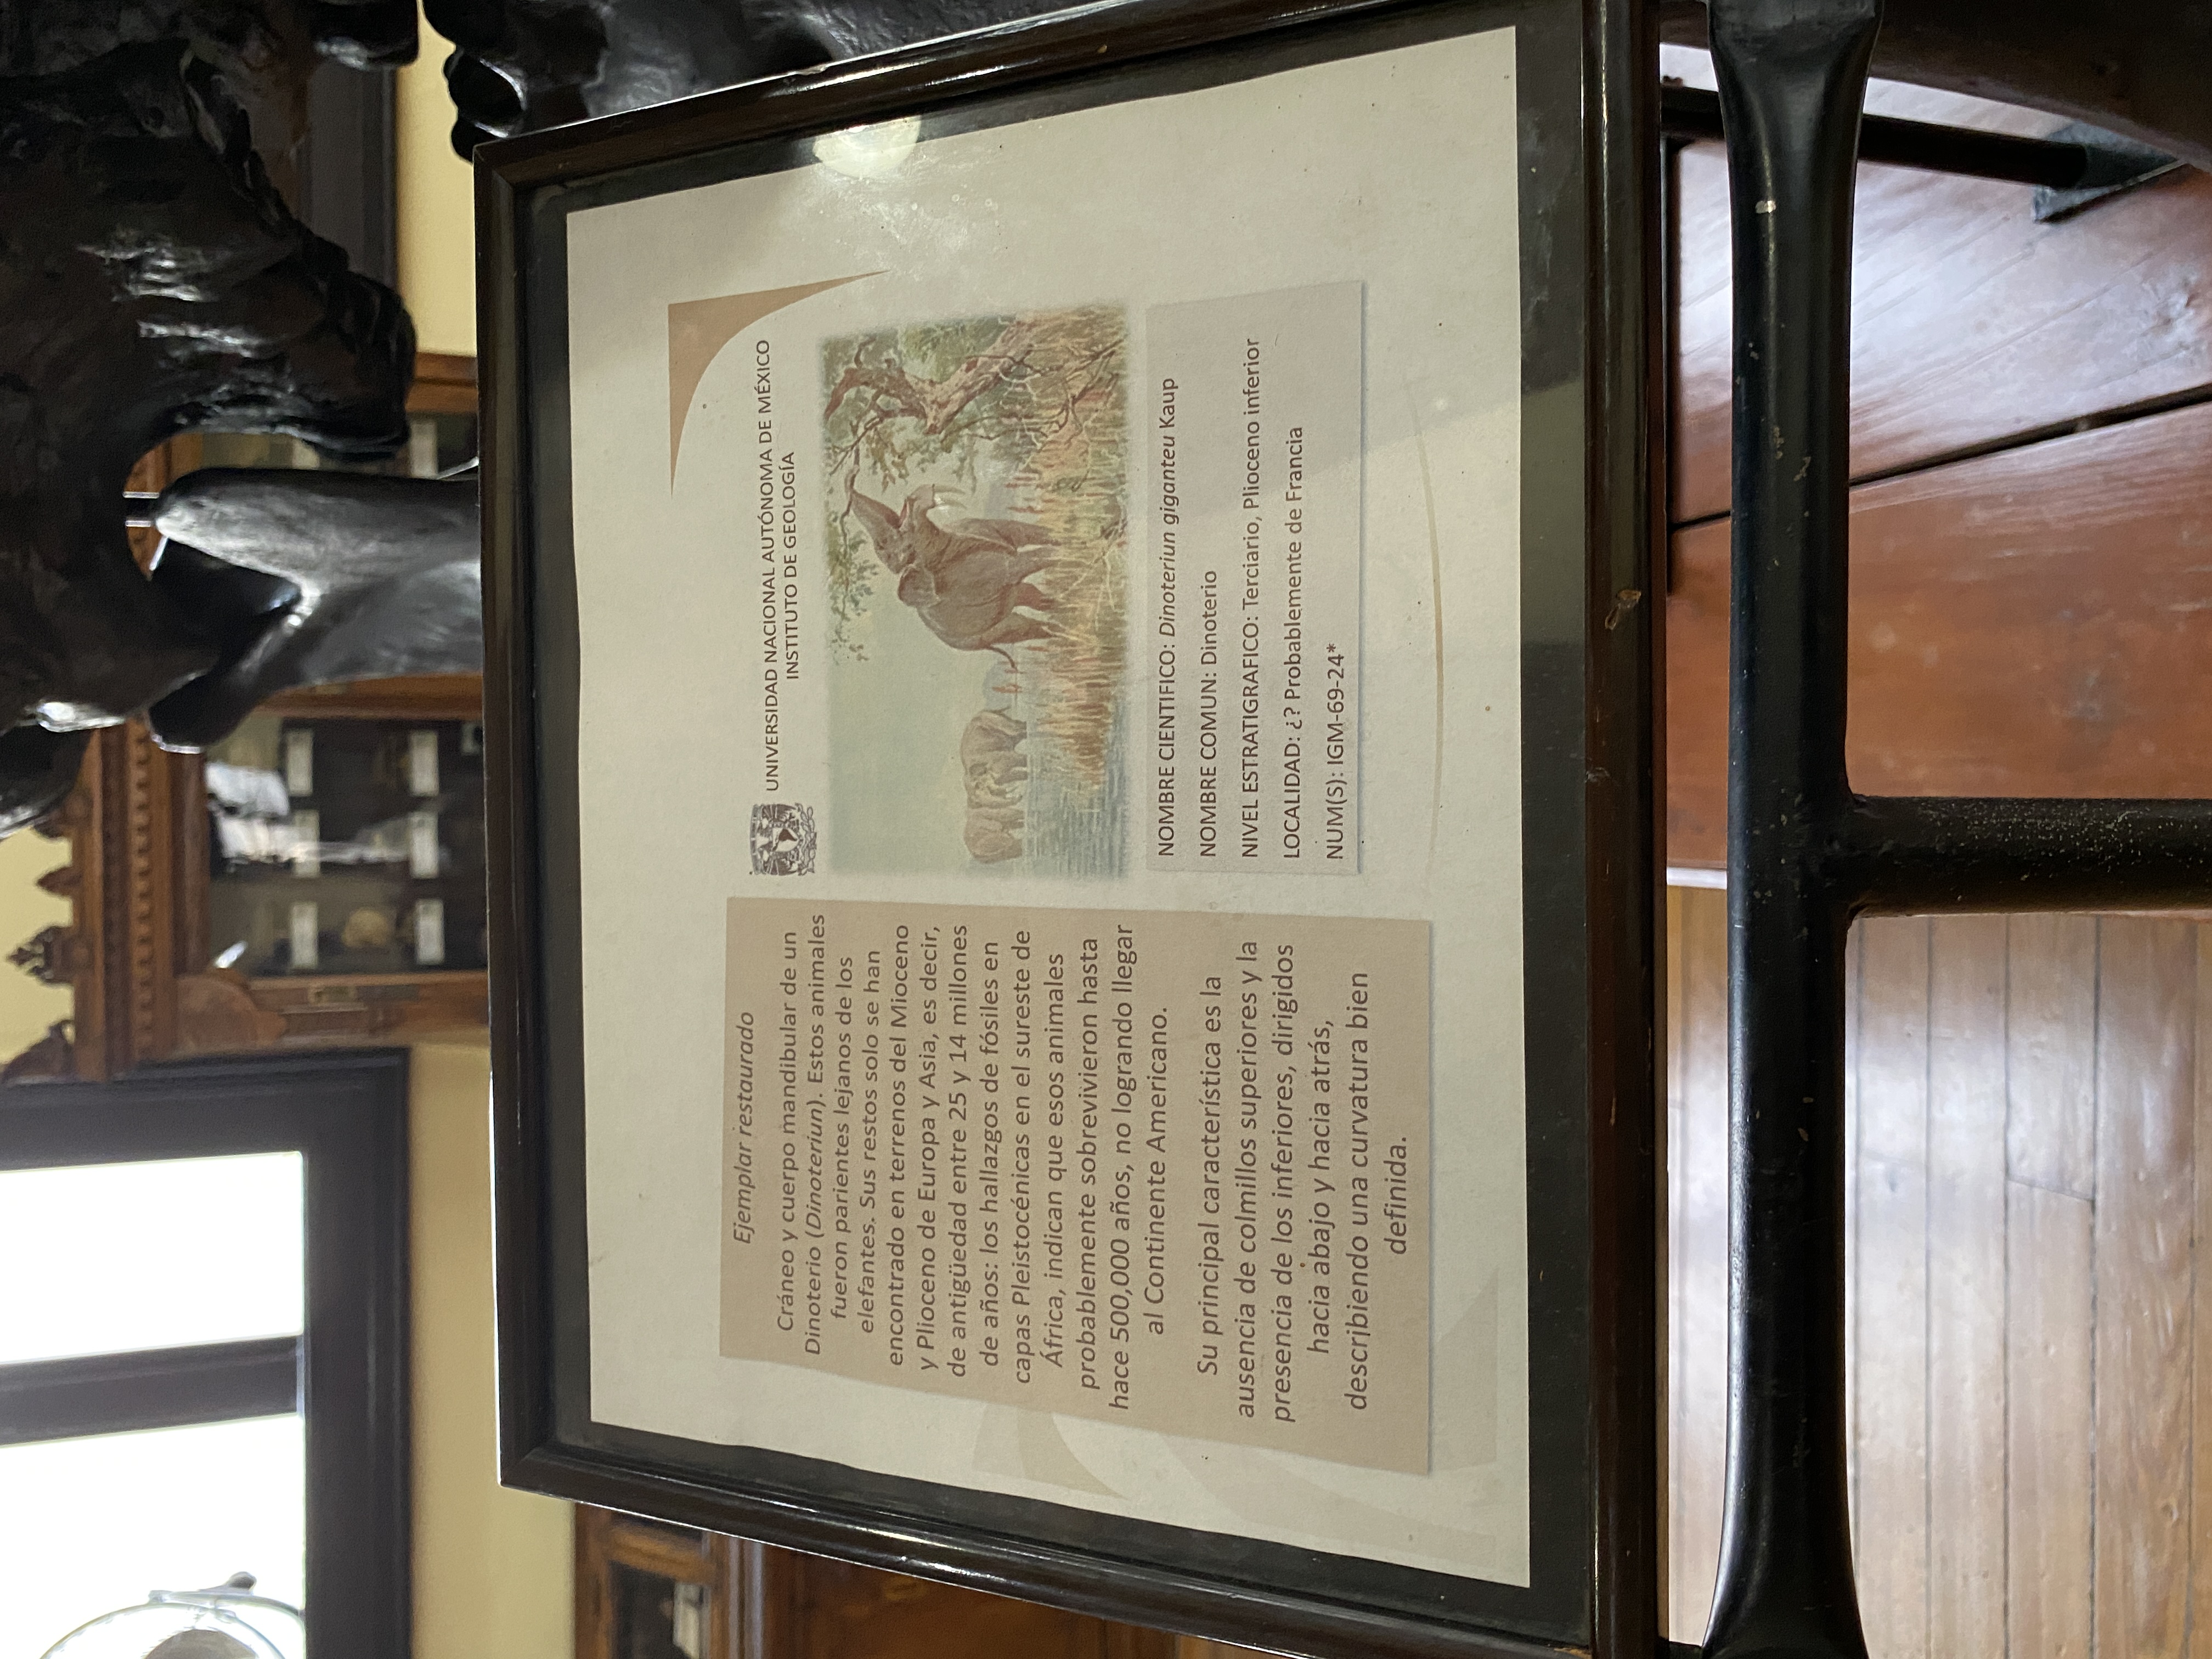 Ejemplar restaurado
Cráneo y cuerpo mandibular de un
Dinoterio (Dinoteriun). Estos animales
fueron parientes lejanos de los
elefantes. Sus restos solo se han
encontrado en terrenos del Mioceno
y Plioceno de Europa y Asia, es decir,
de antigüedad entre 25 y 14 millones
de años: los hallazgos de fósiles en
capas Pleistocénicas en el sureste de
África, indican que esos animales
probablemente sobrevivieron hasta
hace 500,000 años, no logrando llegar
al Continente Americano.
Su principal característica es la
ausencia de colmillos superiores y la
presencia de los inferiores, dirigidos
hacia abajo y hacia atrás,
describiendo una curvatura bien
definida.
UNIVERSIDAD NACIONAL AUTÓNOMA DE MÉXICO
INSTITUTO DE GEOLOGÍA
NOMBRE CIENTIFICO: Dinoteriun giganteu Kaup
NOMBRE COMUN: Dinoterio
NIVEL ESTRATIGRAFICO: Terciario, Plioceno inferior
LOCALIDAD: ¿? Probablemente de Francia
NUM(S): IGM-69-24*